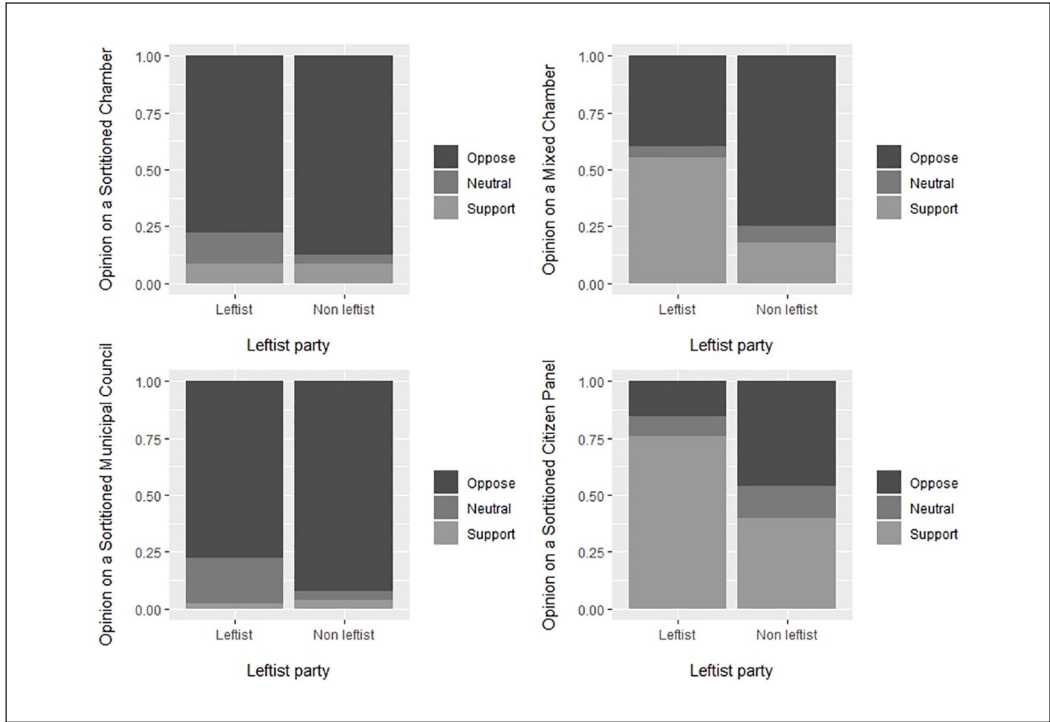 Opinion on a Sortitioned Chamber
1.00
0.75
0.50
0.25
0.00
Leftist
Non leftist
Leftist party
Oppose
Neutral
Support
Opinion on a Mixed Chamber
1.00
0.75
0.50
0.25
0.00
Leftist
Non leftist
Leftist party
Oppose
Neutral
Support
Opinion on a Sortitioned Municipal Council
1.00
0.75
0.50
0.25
0.00
Leftist
Non leftist
Leftist party
Oppose
Neutral
Support
Opinion on a Sortitioned Citizen Panel
1.00
0.75
0.50
0.25
0.00
Leftist
Non leftist
Leftist party
Oppose
Neutral
Support